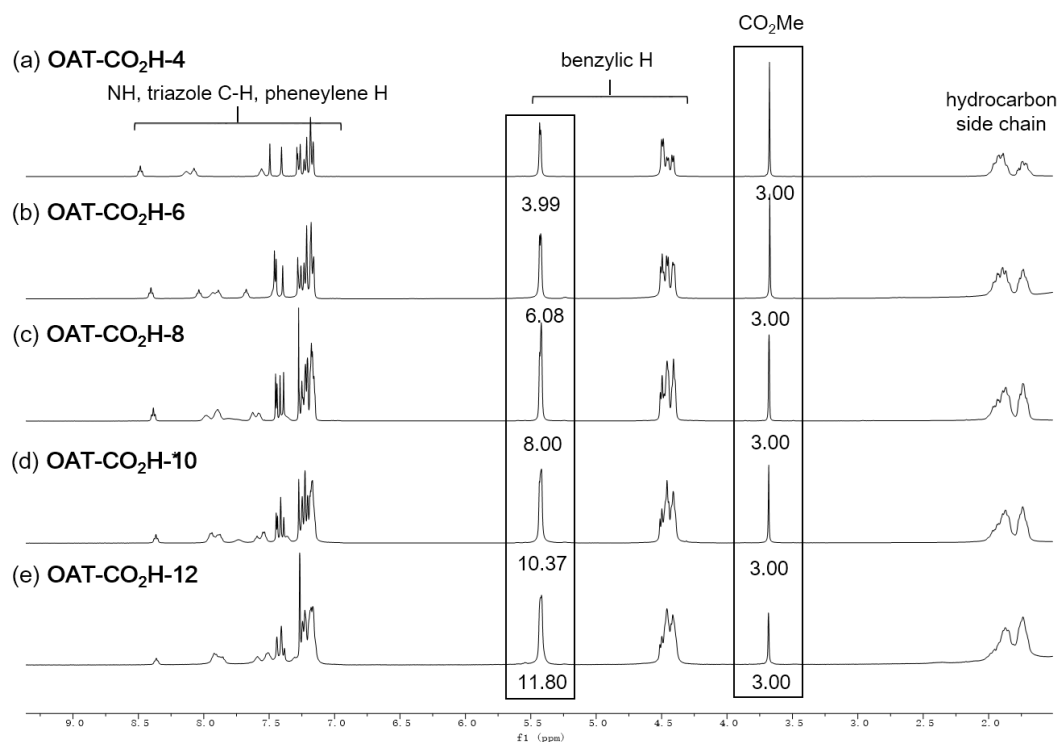 CO₂Me
(a) OAT-CO₂H-4
benzylic H
NH, triazole C-H, pheneylene H
hydrocarbon
side chain
3.99
3.00
(b) OAT-CO₂H-6
6.08
3.00
(c) OAT-CO₂H-8
8.00
3.00
(d) OAT-CO₂H-*10
10.37
3.00
(e) OAT-CO₂H-12
11.80
3.00
9.0 8.5 8.0 7.5 7.0 6.5 6.0 5.5 5.0 4.5 4.0 3.5 3.0 2.5 2.0
f1 (ppm)